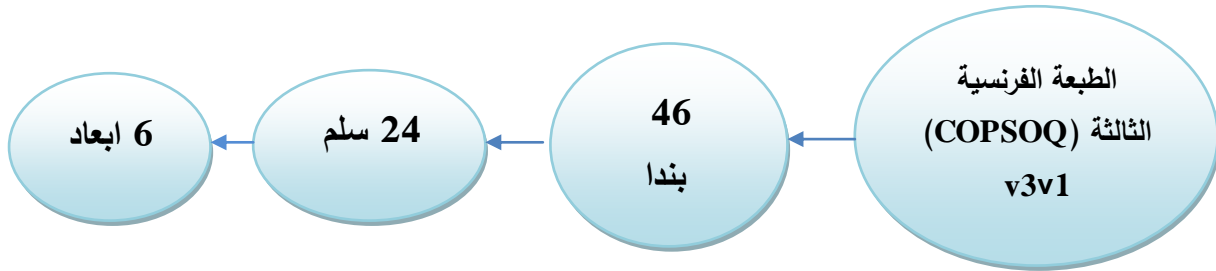 الطبعة الفرنسية
الثالثة (COPSOQ)
v3v1
46
بندا
24 سلم
6 ابعاد